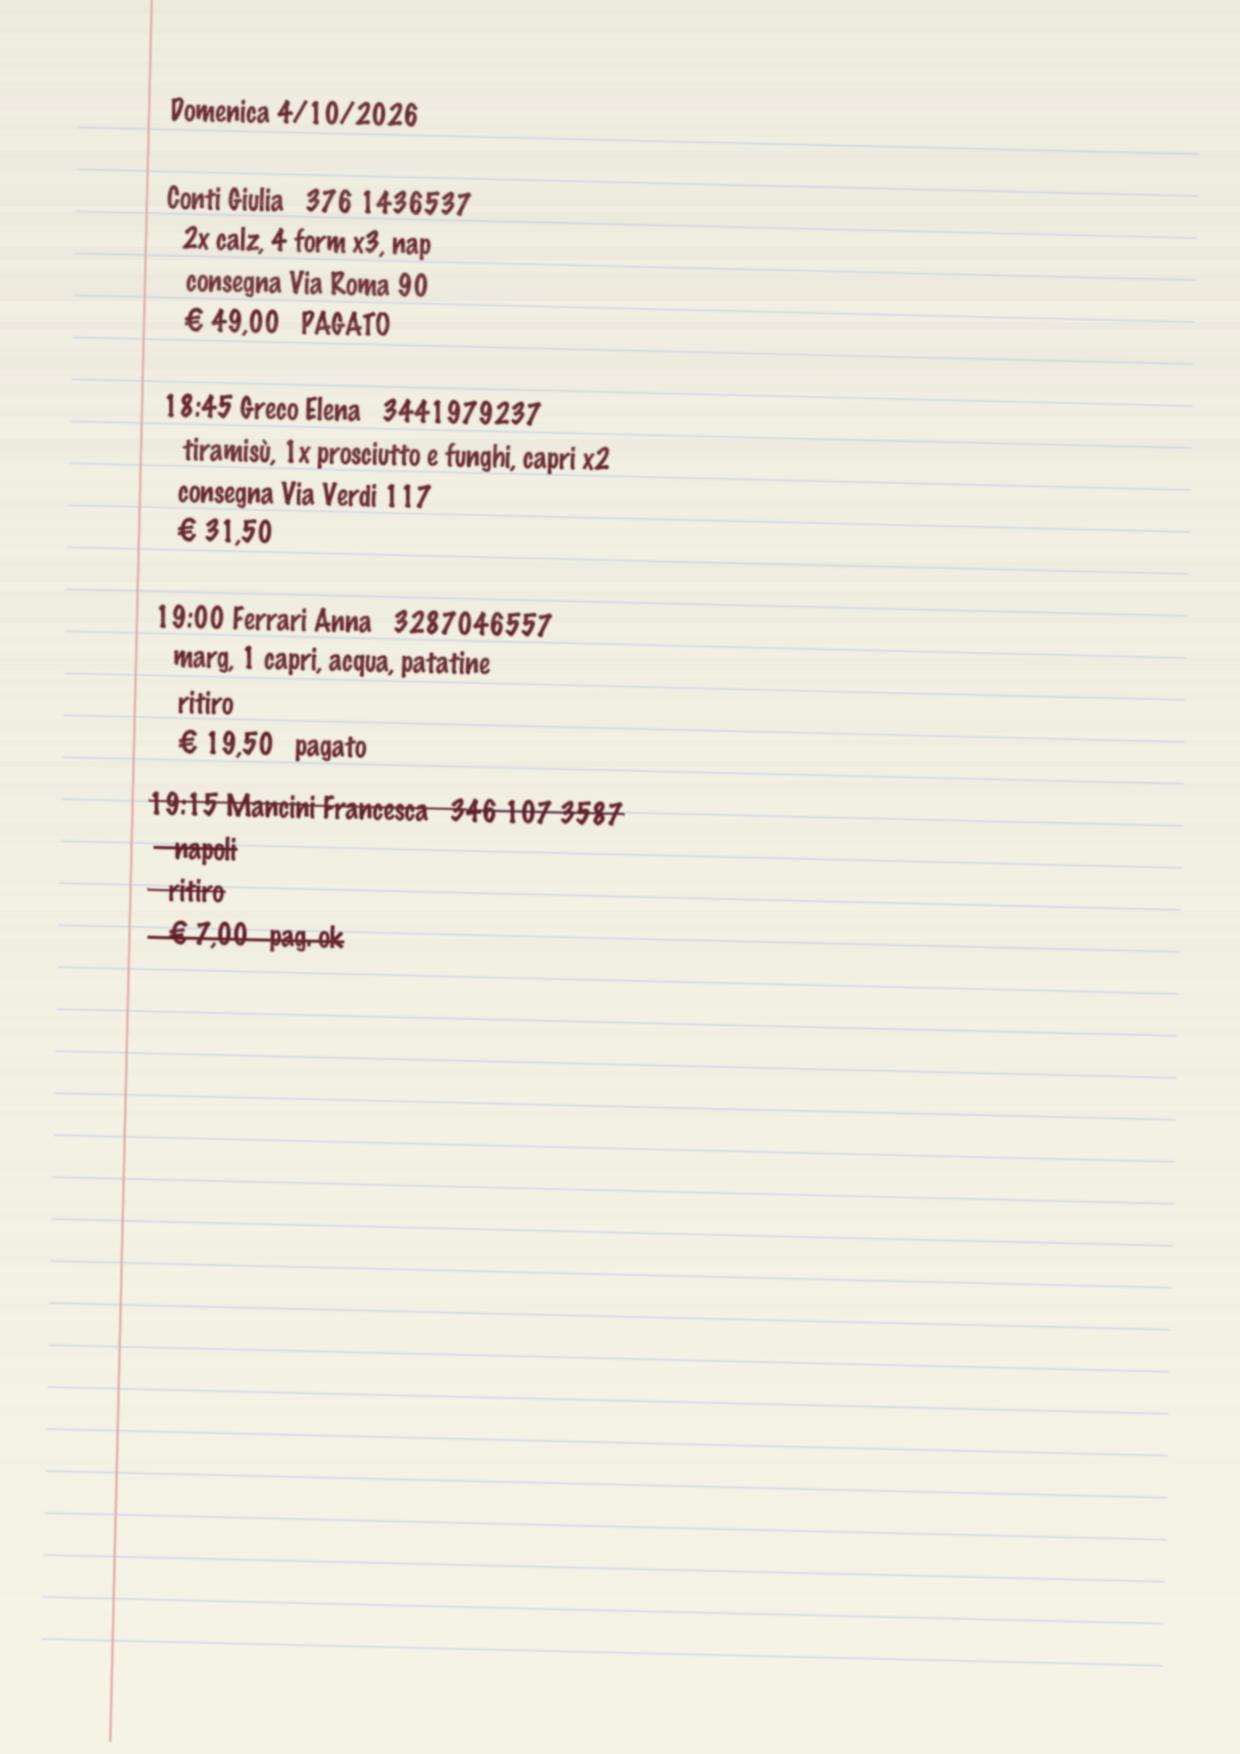 Domenica 4/10/2026
Conti Giulia 376 1436537
2x calz, 4 form x3, nap
consegna Via Roma 90
€ 49,00 PAGATO
18:45 Greco Elena 3441979237
tiramisù, 1x prosciutto e funghi, capri x2
consegna Via Verdi 117
€ 31,50
19:00 Ferrari Anna 3287046557
marg, 1 capri, acqua, patatine
ritiro
€ 19,50 pagato
19:15 Mancini Francesca 346 107 3587
napoli
ritiro
€ 7,00 pag. ok